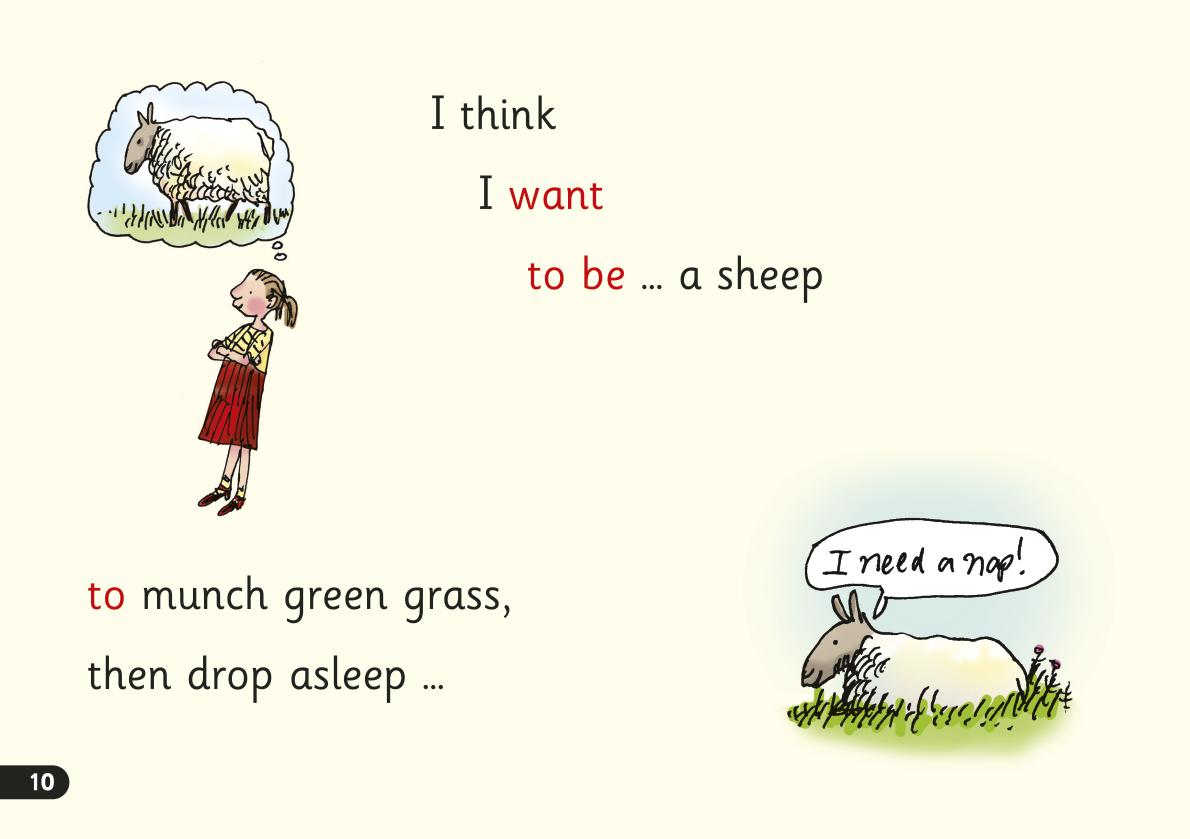 I think
I want
to be ... a sheep
to munch green grass,
then drop asleep ...
I need a nap!
10